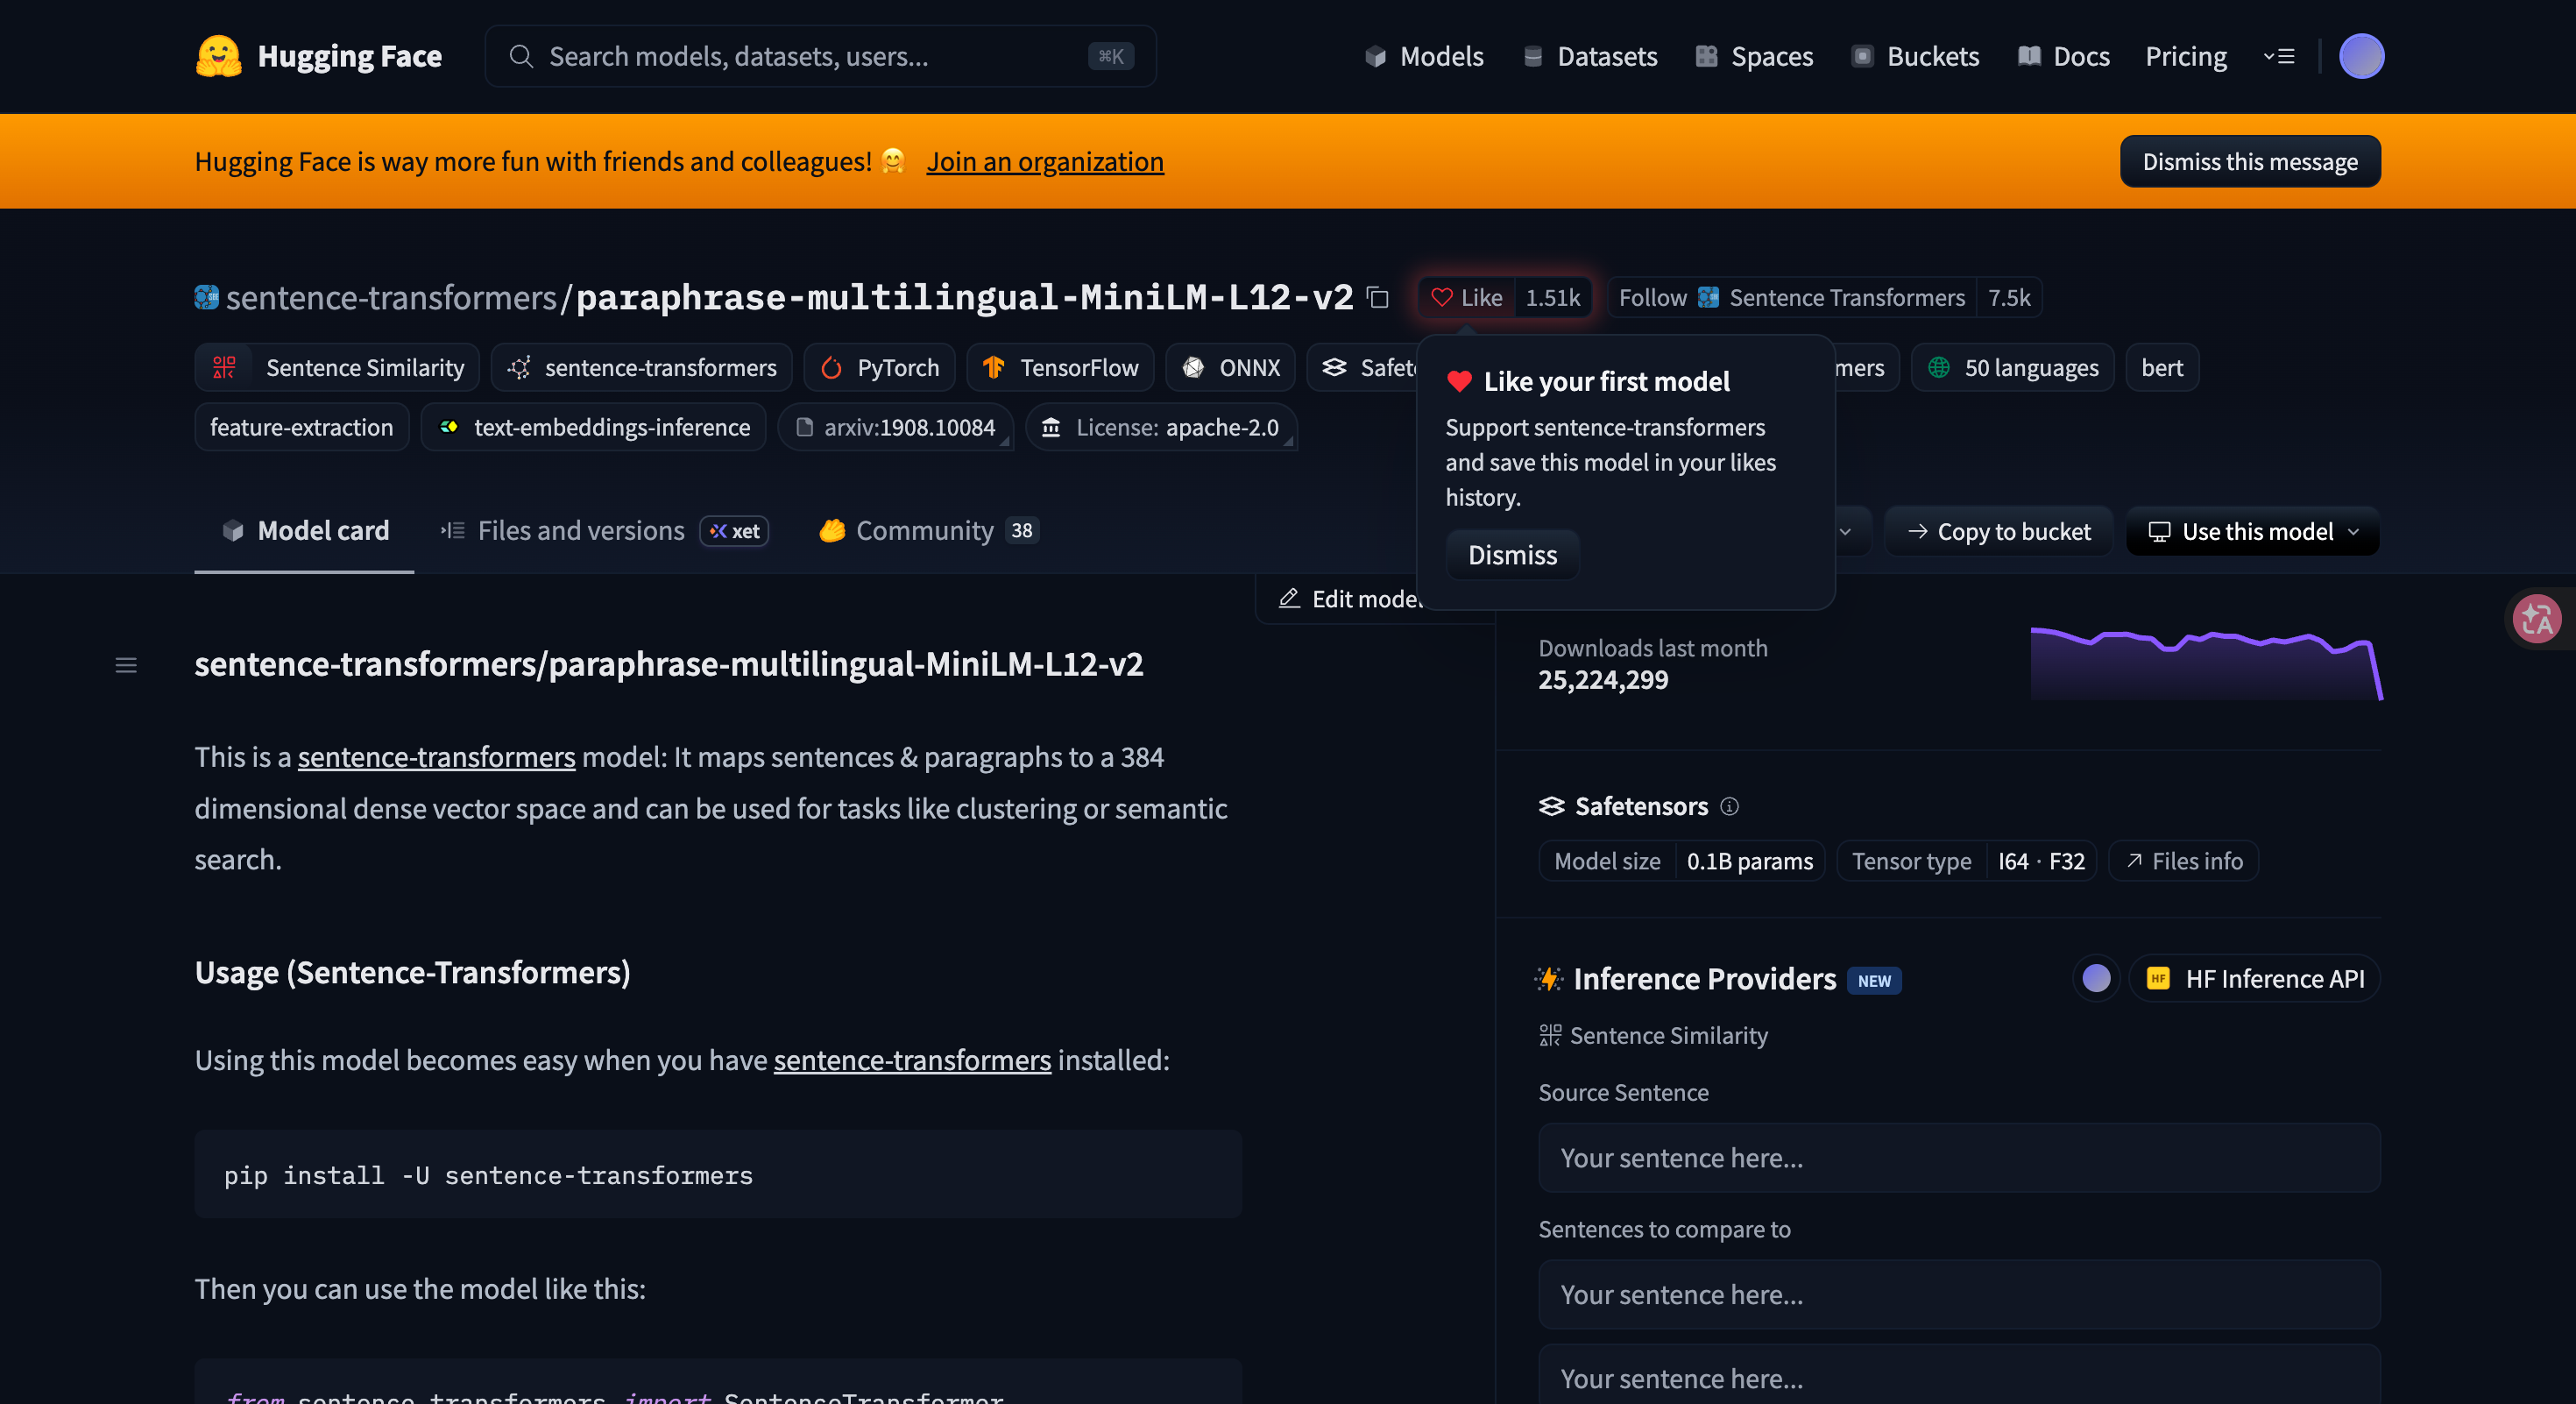 Hugging Face
Search models, datasets, users...
⌘K
Models
Datasets
Spaces
Buckets
Docs
Pricing
Hugging Face is way more fun with friends and colleagues! 🤗 Join an organization
Dismiss this message
sentence-transformers/paraphrase-multilingual-MiniLM-L12-v2
Like 1.51k
Follow Sentence Transformers 7.5k
Sentence Similarity
sentence-transformers
PyTorch
TensorFlow
ONNX
Safete
mers
50 languages
bert
feature-extraction
text-embeddings-inference
arxiv:1908.10084
License: apache-2.0
Like your first model
Support sentence-transformers
and save this model in your likes
history.
Dismiss
Model card
Files and versions
xet
Community 38
Copy to bucket
Use this model
Edit model
sentence-transformers/paraphrase-multilingual-MiniLM-L12-v2
This is a sentence-transformers model: It maps sentences & paragraphs to a 384
dimensional dense vector space and can be used for tasks like clustering or semantic
search.
Usage (Sentence-Transformers)
Using this model becomes easy when you have sentence-transformers installed:
pip install -U sentence-transformers
Then you can use the model like this:
from sentence_transformers import SentenceTransformer
Downloads last month
25,224,299
Safetensors
Model size 0.1B params
Tensor type I64 · F32
Files info
Inference Providers NEW
HF HF Inference API
Sentence Similarity
Source Sentence
Your sentence here...
Sentences to compare to
Your sentence here...
Your sentence here...